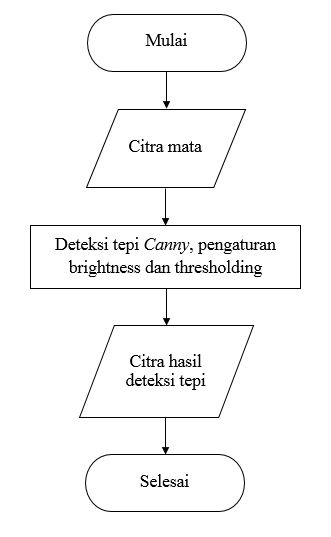 Mulai
Citra mata
Deteksi tepi Canny, pengaturan
brightness dan thresholding
Citra hasil
deteksi tepi
Selesai